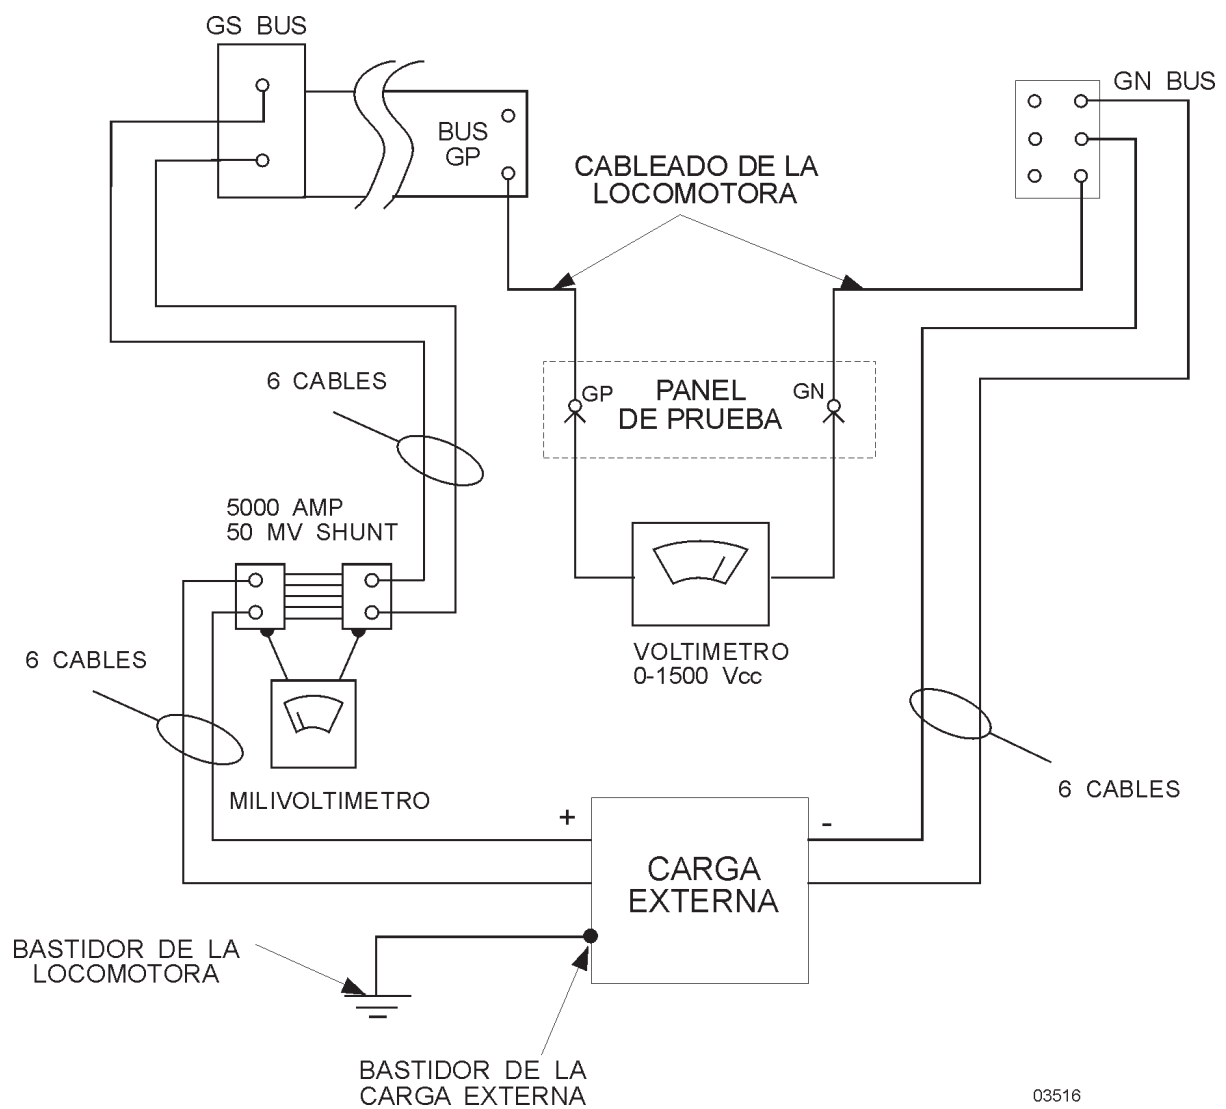 GS BUS
GN BUS
BUS
GP
CABLEADO DE LA
LOCOMOTORA
6 CABLES
GP
PANEL
DE PRUEBA
GN
5000 AMP
50 MV SHUNT
6 CABLES
VOLTIMETRO
0-1500 Vcc
6 CABLES
MILIVOLTIMETRO
+
-
CARGA
EXTERNA
BASTIDOR DE LA
LOCOMOTORA
BASTIDOR DE LA
CARGA EXTERNA
03516